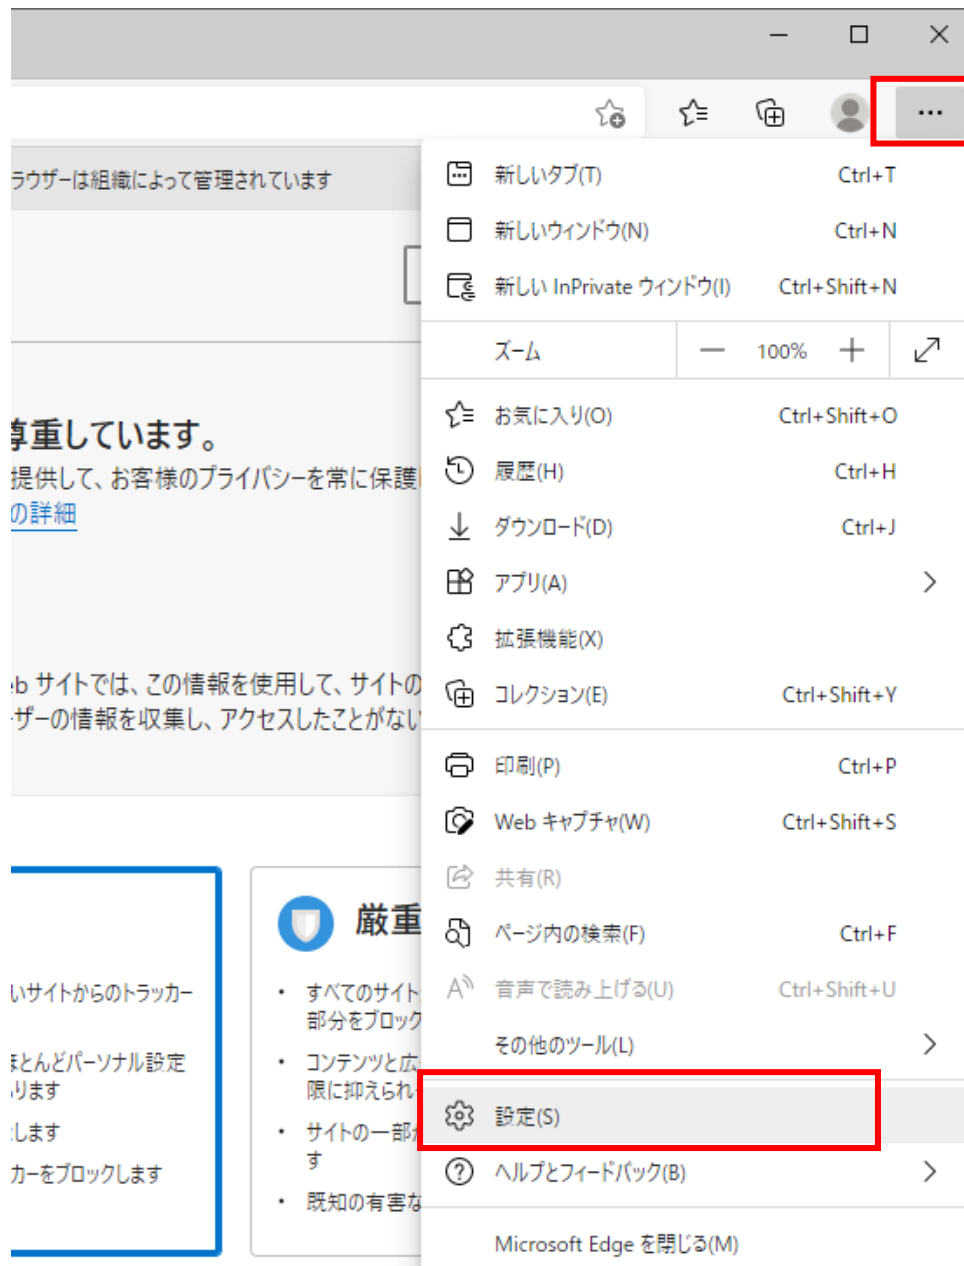 ラウザーは組織によって管理されています
尊重しています。
提供して、お客様のプライバシーを常に保護
の詳細
eb サイトでは、この情報を使用して、サイトの
ーザーの情報を収集し、アクセスしたことがない
いサイトからのトラッカー
ほとんどパーソナル設定
ります
します
カーをブロックします
厳重
• すべてのサイト
部分をブロック
• コンテンツと広
限に抑えられ
• サイトの一部
す
• 既知の有害な
新しいタブ(T) Ctrl+T
新しいウィンドウ(N) Ctrl+N
新しい InPrivate ウィンドウ(I) Ctrl+Shift+N
ズーム — 100% +
お気に入り(O) Ctrl+Shift+O
履歴(H) Ctrl+H
ダウンロード(D) Ctrl+J
アプリ(A)
拡張機能(X)
コレクション(E) Ctrl+Shift+Y
印刷(P) Ctrl+P
Web キャプチャ(W) Ctrl+Shift+S
共有(R)
ページ内の検索(F) Ctrl+F
音声で読み上げる(U) Ctrl+Shift+U
その他のツール(L)
設定(S)
ヘルプとフィードバック(B)
Microsoft Edge を閉じる(M)